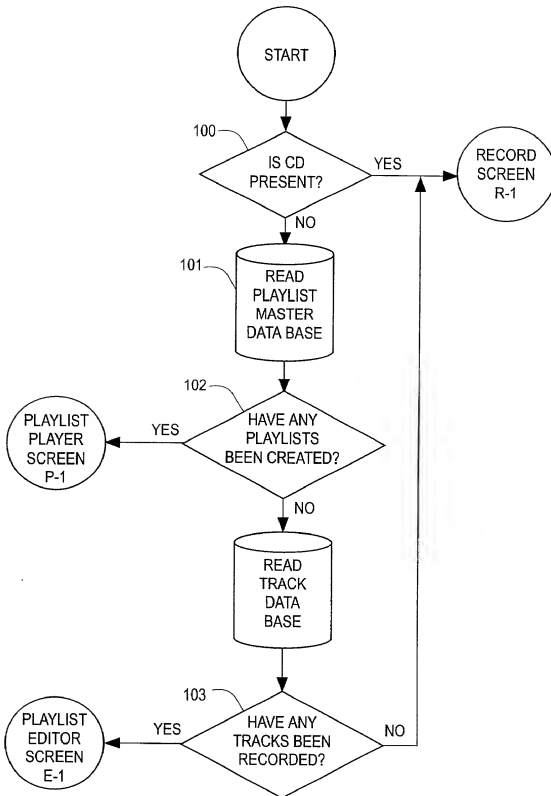 START
100
IS CD
PRESENT?
YES
RECORD
SCREEN
R-1
NO
101
READ
PLAYLIST
MASTER
DATA BASE
102
HAVE ANY
PLAYLISTS
BEEN CREATED?
YES
PLAYLIST
PLAYER
SCREEN
P-1
NO
READ
TRACK
DATA
BASE
103
HAVE ANY
TRACKS BEEN
RECORDED?
YES
NO
PLAYLIST
EDITOR
SCREEN
E-1